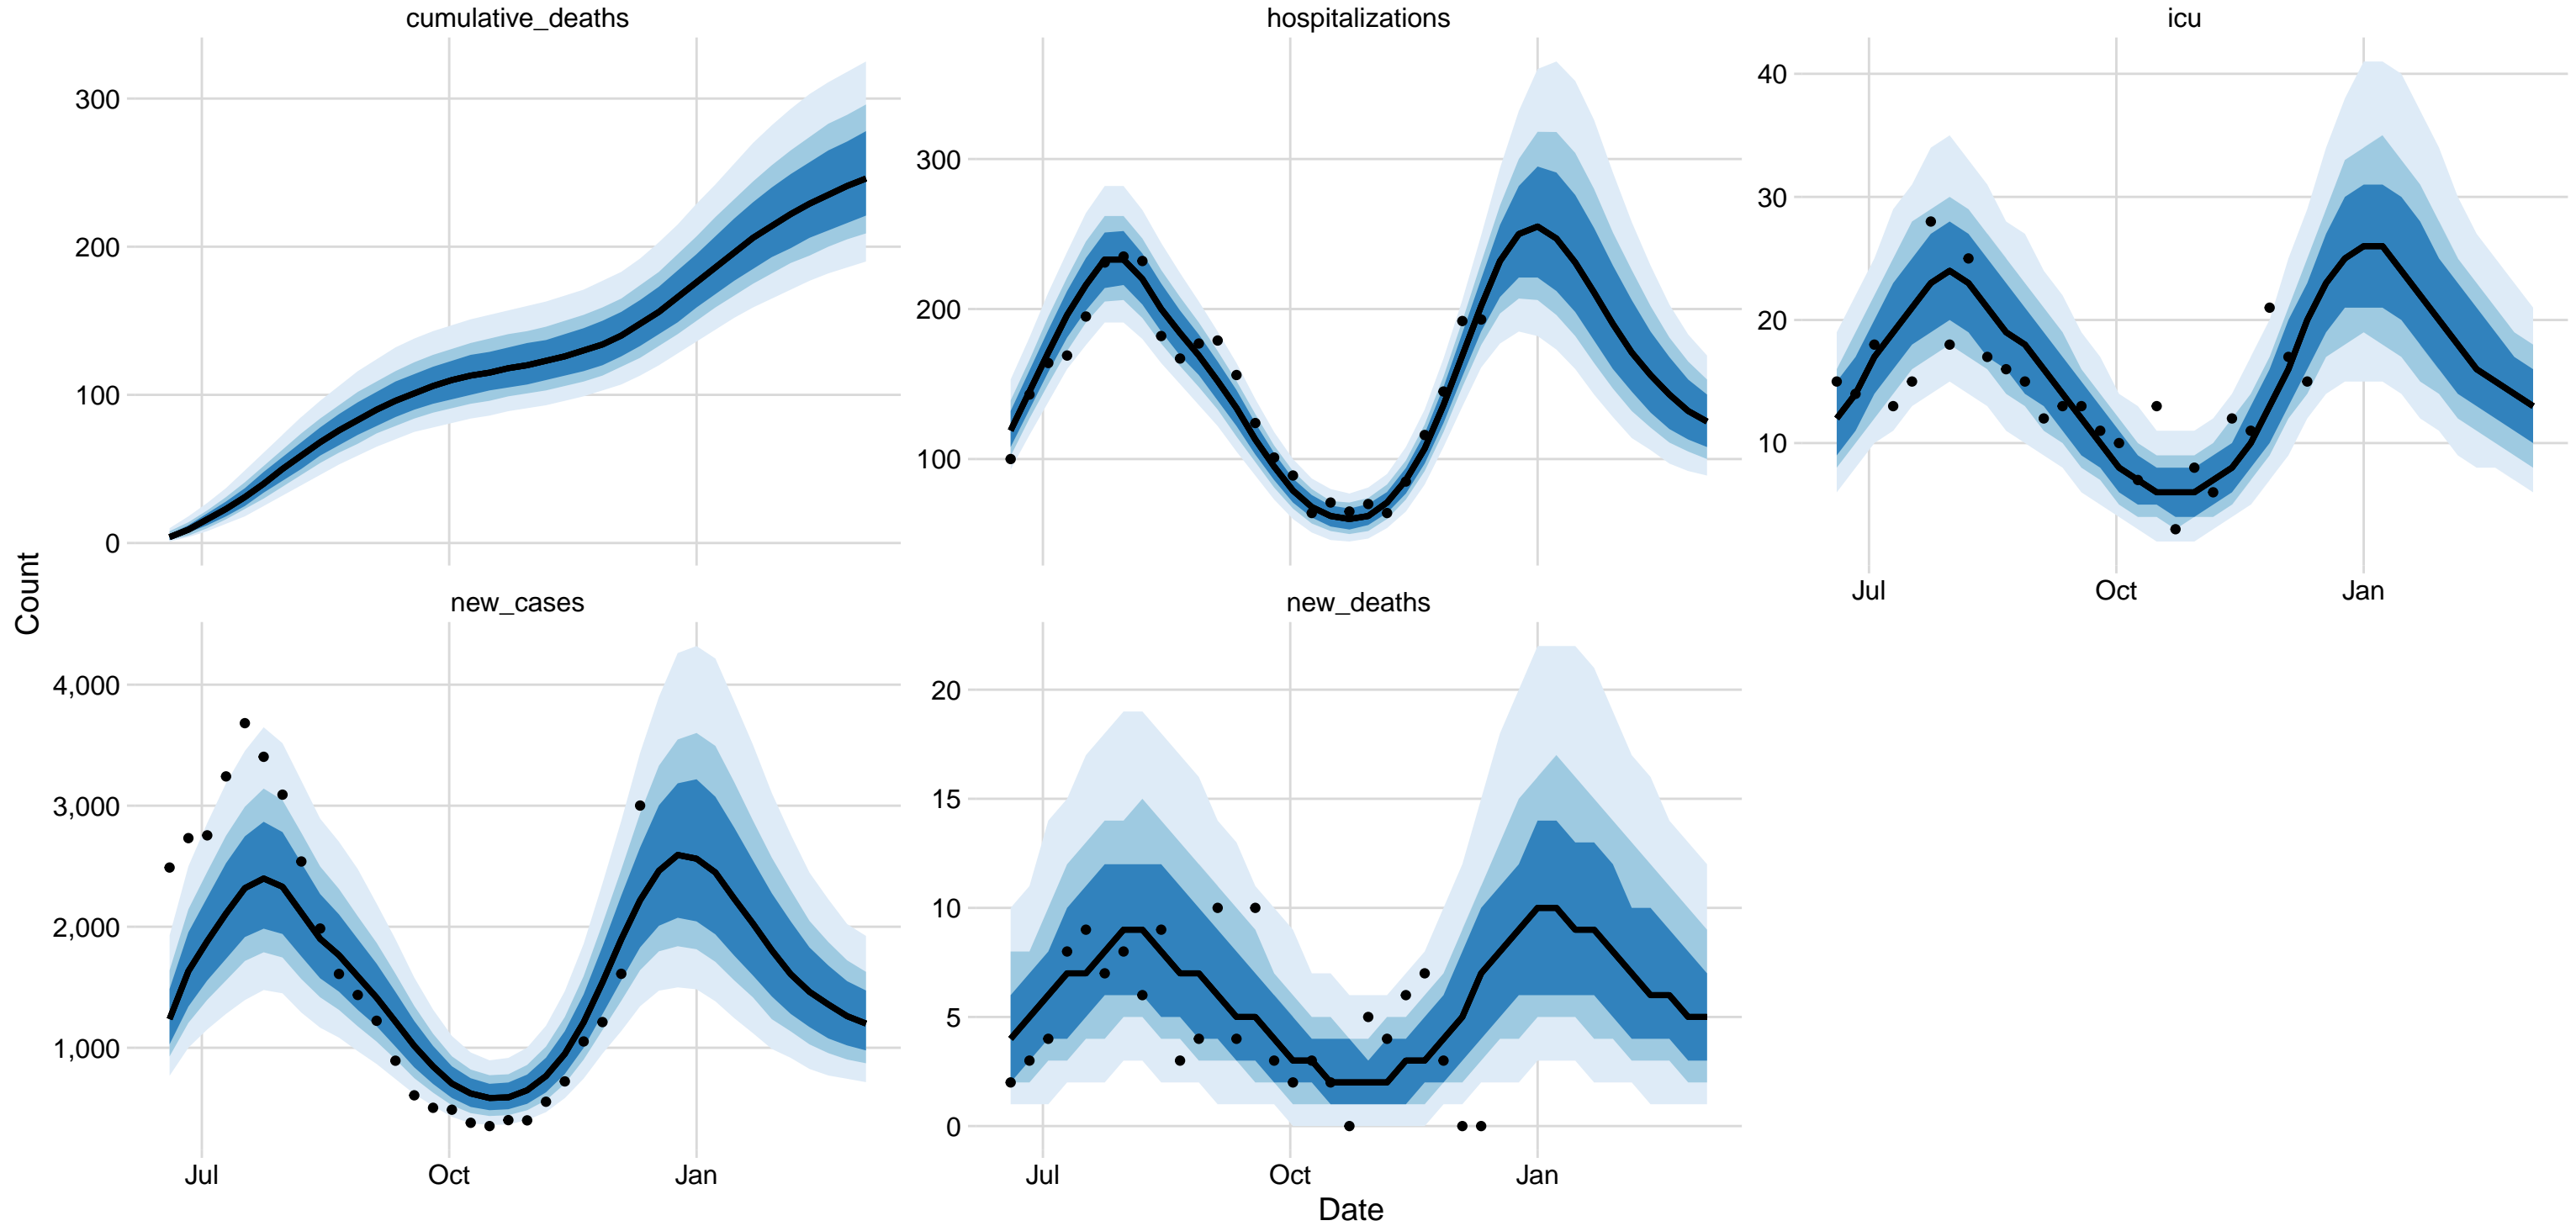 cumulative_deaths
hospitalizations
icu
300
200
100
0
300
200
100
40
30
20
10
Jul
Oct
Jan
Count
new_cases
new_deaths
4,000
3,000
2,000
1,000
20
15
10
5
0
Jul
Oct
Jan
Jul
Oct
Jan
Date